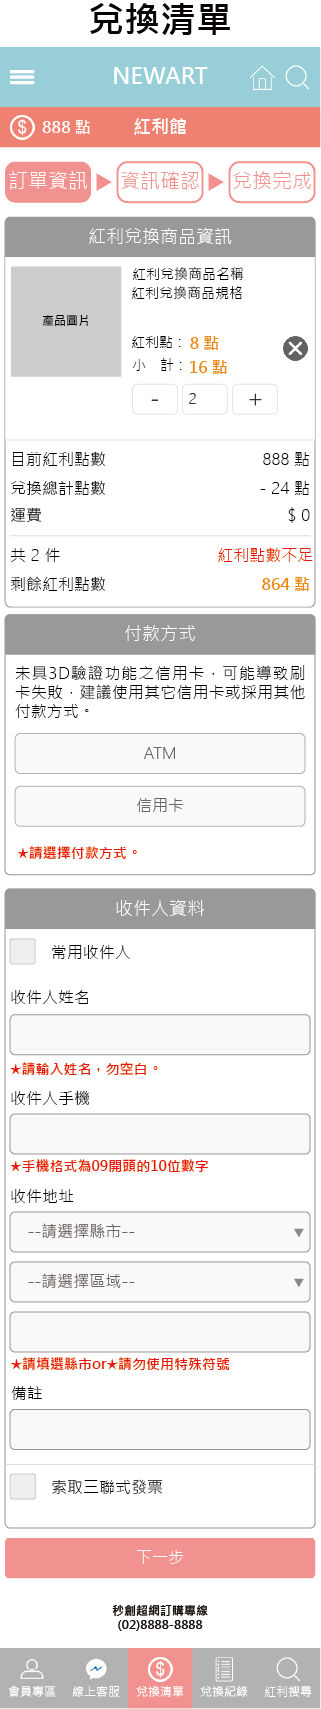 兌換清單
NEWART
888 點 紅利館
訂單資訊 資訊確認 兌換完成
紅利兌換商品資訊
產品圖片
紅利兌換商品名稱
紅利兌換商品規格
紅利點： 8 點
小　計： 16 點
- 2 +
目前紅利點數 888 點
兌換總計點數 - 24 點
運費 $ 0
共 2 件 紅利點數不足
剩餘紅利點數 864 點
付款方式
未具3D驗證功能之信用卡，可能導致刷
卡失敗，建議使用其它信用卡或採用其他
付款方式。
ATM
信用卡
★請選擇付款方式。
收件人資料
常用收件人
收件人姓名
★請輸入姓名，勿空白。
收件人手機
★手機格式為09開頭的10位數字
收件地址
--請選擇縣市--
--請選擇區域--
★請填選縣市or★請勿使用特殊符號
備註
索取三聯式發票
下一步
秒創超網訂購專線
(02)8888-8888
會員專區 線上客服 兌換清單 兌換紀錄 紅利搜尋